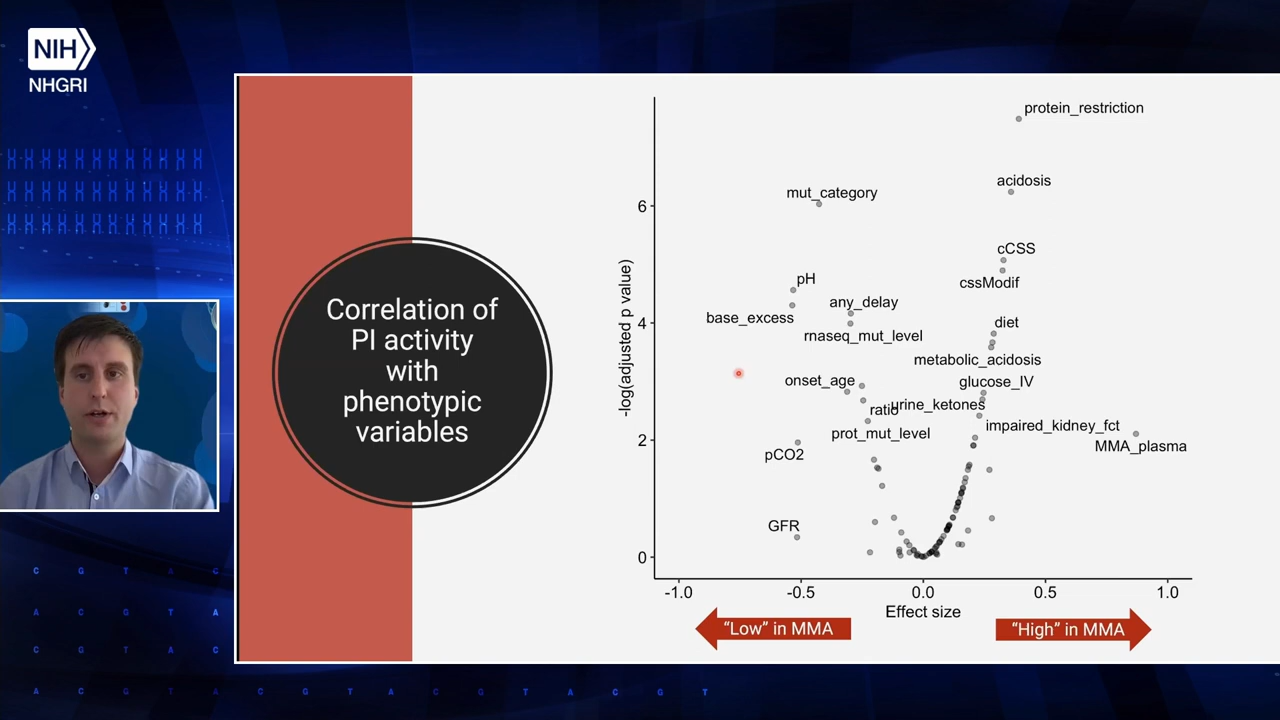 NIH
NHGRI
Correlation of
PI activity
with
phenotypic
variables
-log(adjusted p value)
6
4
2
0
protein_restriction
acidosis
mut_category
cCSS
pH
cssModif
any_delay
base_excess
diet
rnaseq_mut_level
metabolic_acidosis
onset_age
glucose_IV
urine_ketones
ratio
impaired_kidney_fct
prot_mut_level
MMA_plasma
pCO2
GFR
-1.0
-0.5
0.0
0.5
1.0
Effect size
“Low” in MMA
“High” in MMA
C G T A C
A C G T A
C G T A C
A C G T A C G T A C G T A C G T